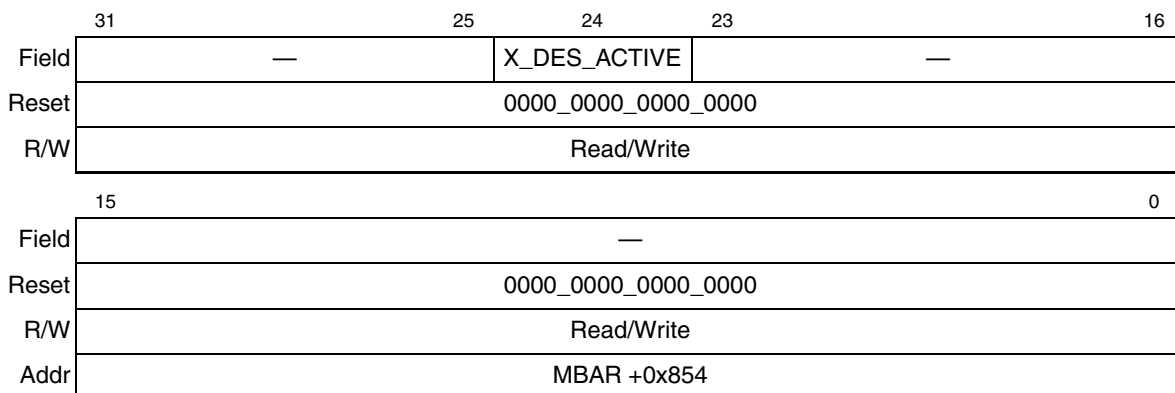 31 25 24 23 16
Field — X_DES_ACTIVE —
Reset 0000_0000_0000_0000
R/W Read/Write
15 0
Field —
Reset 0000_0000_0000_0000
R/W Read/Write
Addr MBAR +0x854